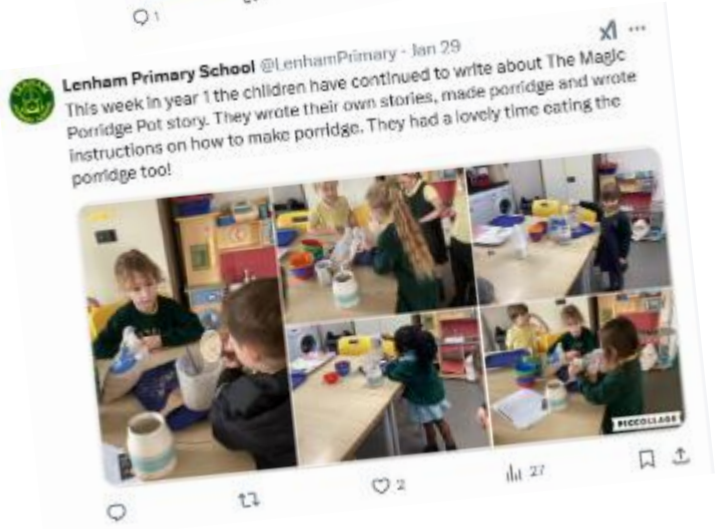 1
Lenham Primary School @LenhamPrimary · Jan 29
This week in year 1 the children have continued to write about The Magic
Porridge Pot story. They wrote their own stories, made porridge and wrote
instructions on how to make porridge. They had a lovely time eating the
porridge too!
PICCOLLAGE
2
27